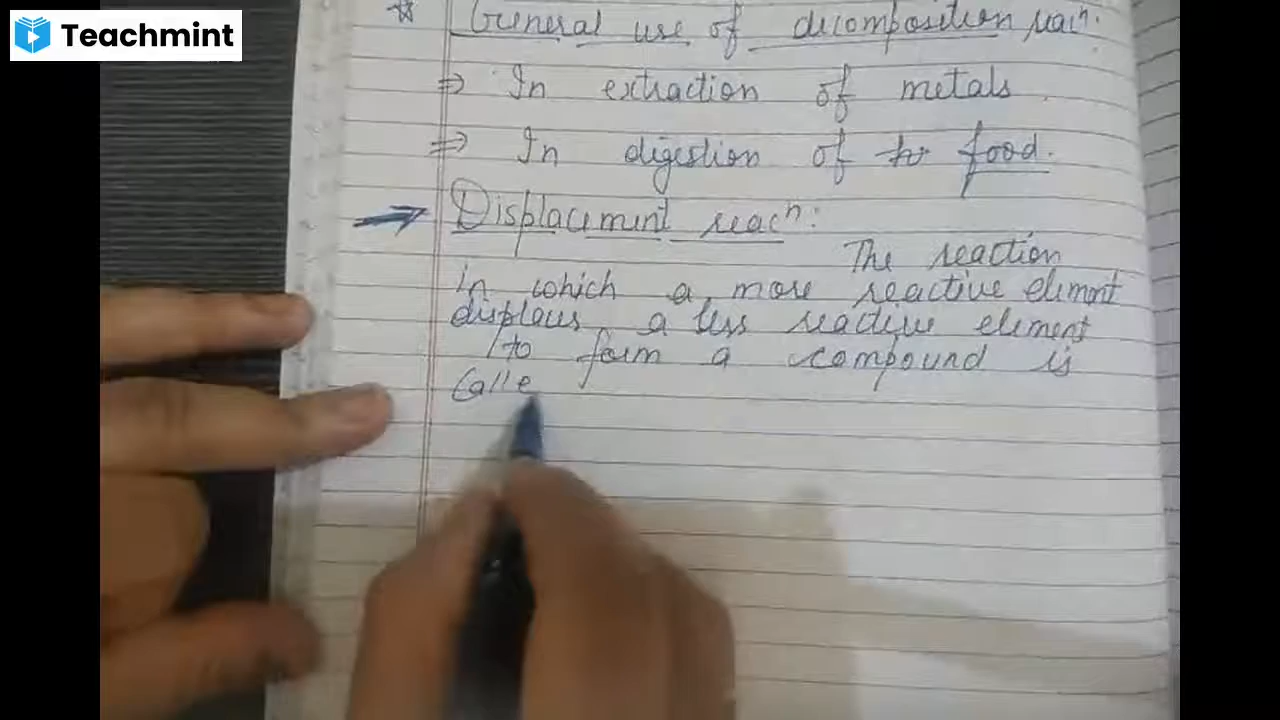 Teachmint
☆ General use of decomposition reacⁿ.
⇒ In extraction of metals
⇒ In digestion of food.
→ Displacement reacⁿ:
The reaction
in which a more reactive element
displaces a less reactive element
to form a compound is
Calle